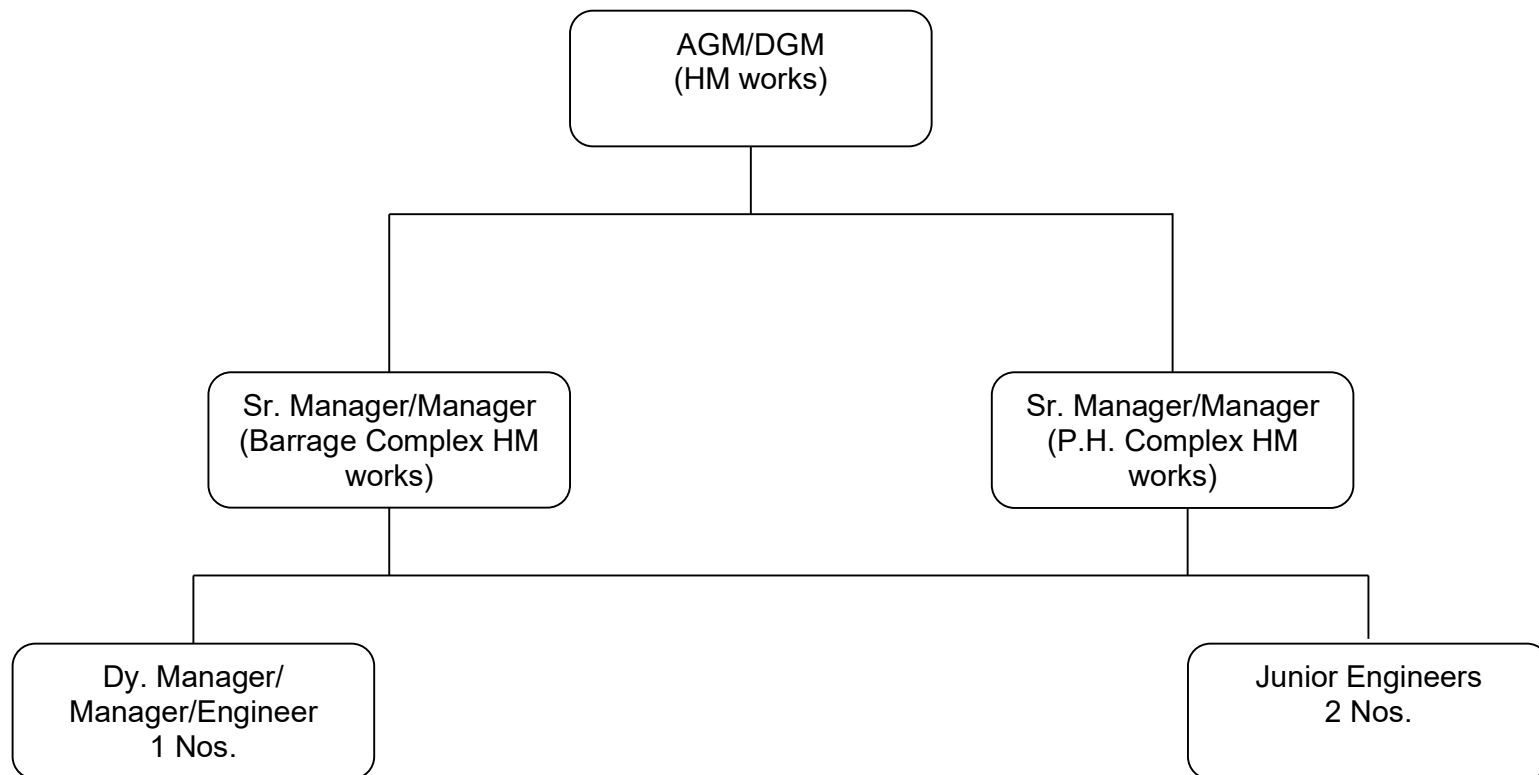 AGM/DGM
(HM works)
Sr. Manager/Manager
(Barrage Complex HM
works)
Sr. Manager/Manager
(P.H. Complex HM
works)
Dy. Manager/
Manager/Engineer
1 Nos.
Junior Engineers
2 Nos.